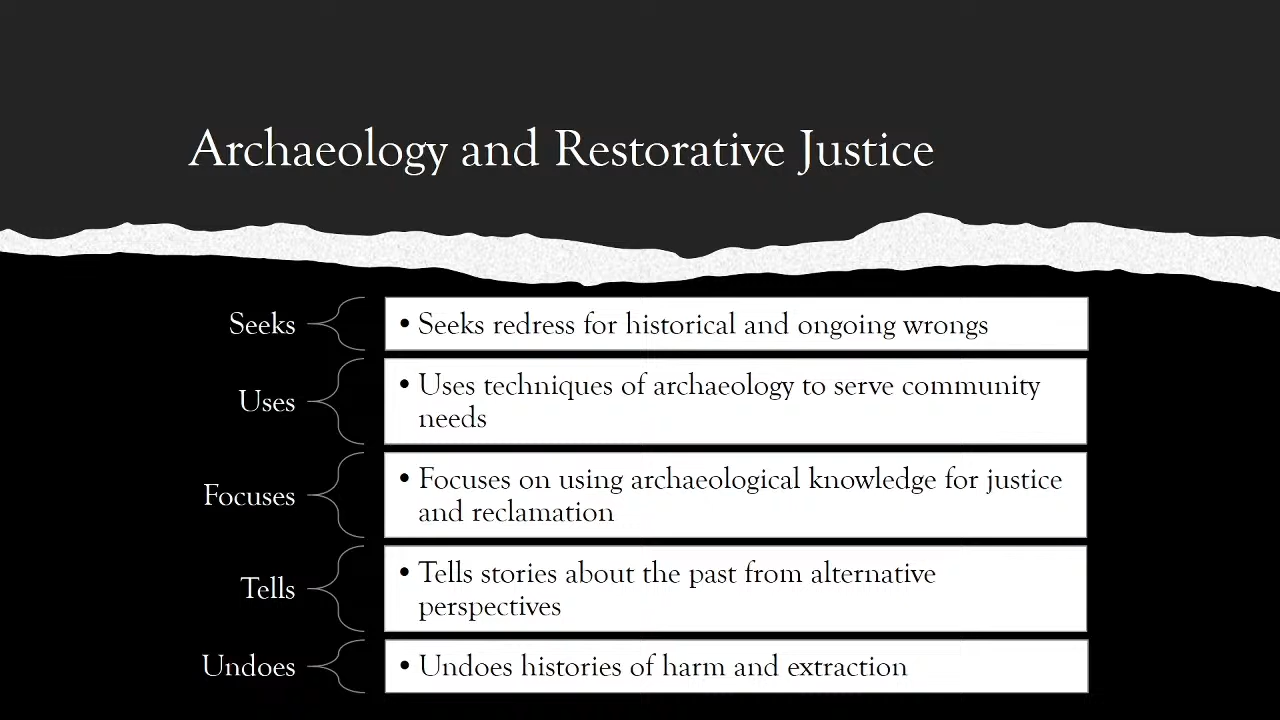 Archaeology and Restorative Justice
Seeks
• Seeks redress for historical and ongoing wrongs
Uses
• Uses techniques of archaeology to serve community
needs
Focuses
• Focuses on using archaeological knowledge for justice
and reclamation
Tells
• Tells stories about the past from alternative
perspectives
Undoes
• Undoes histories of harm and extraction